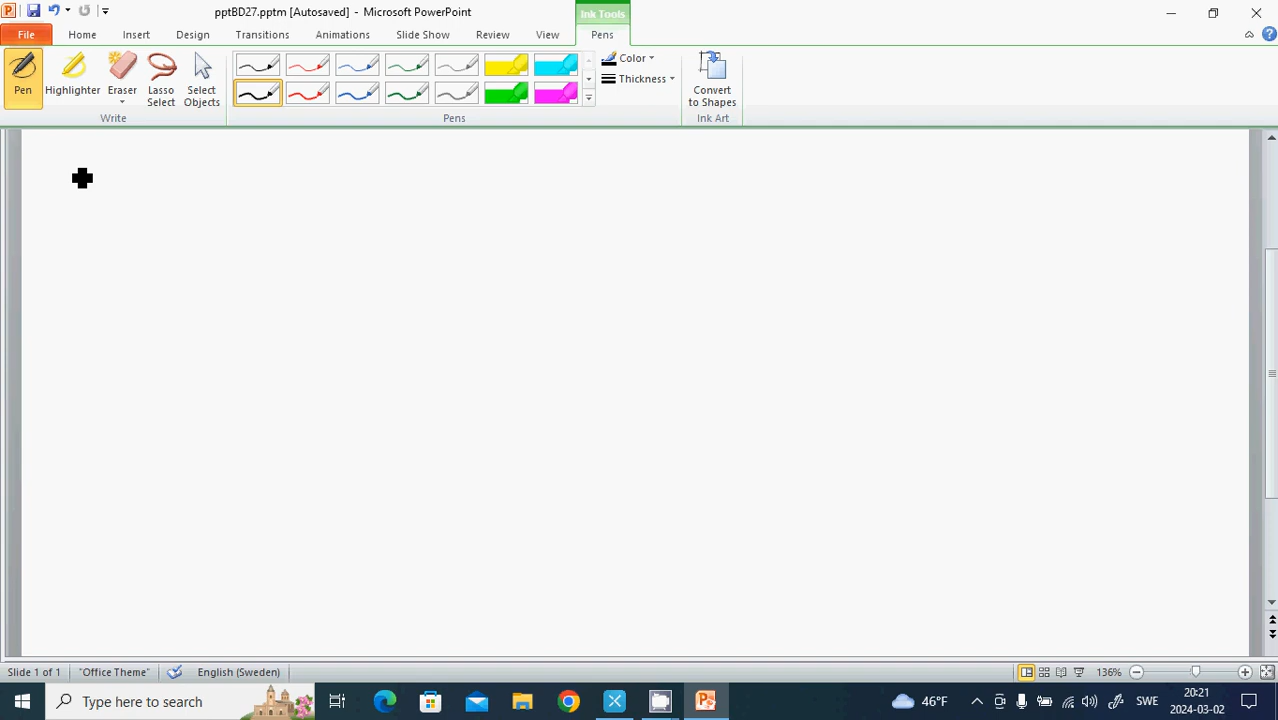 pptBD27.pptm [Autosaved] - Microsoft PowerPoint
Ink Tools
File Home Insert Design Transitions Animations Slide Show Review View Pens
Pen Highlighter Eraser Lasso Select Select Objects
Color
Thickness
Convert to Shapes
Write Pens Ink Art
Slide 1 of 1 "Office Theme" English (Sweden) 136%
Type here to search 46°F SWE 20:21
2024-03-02